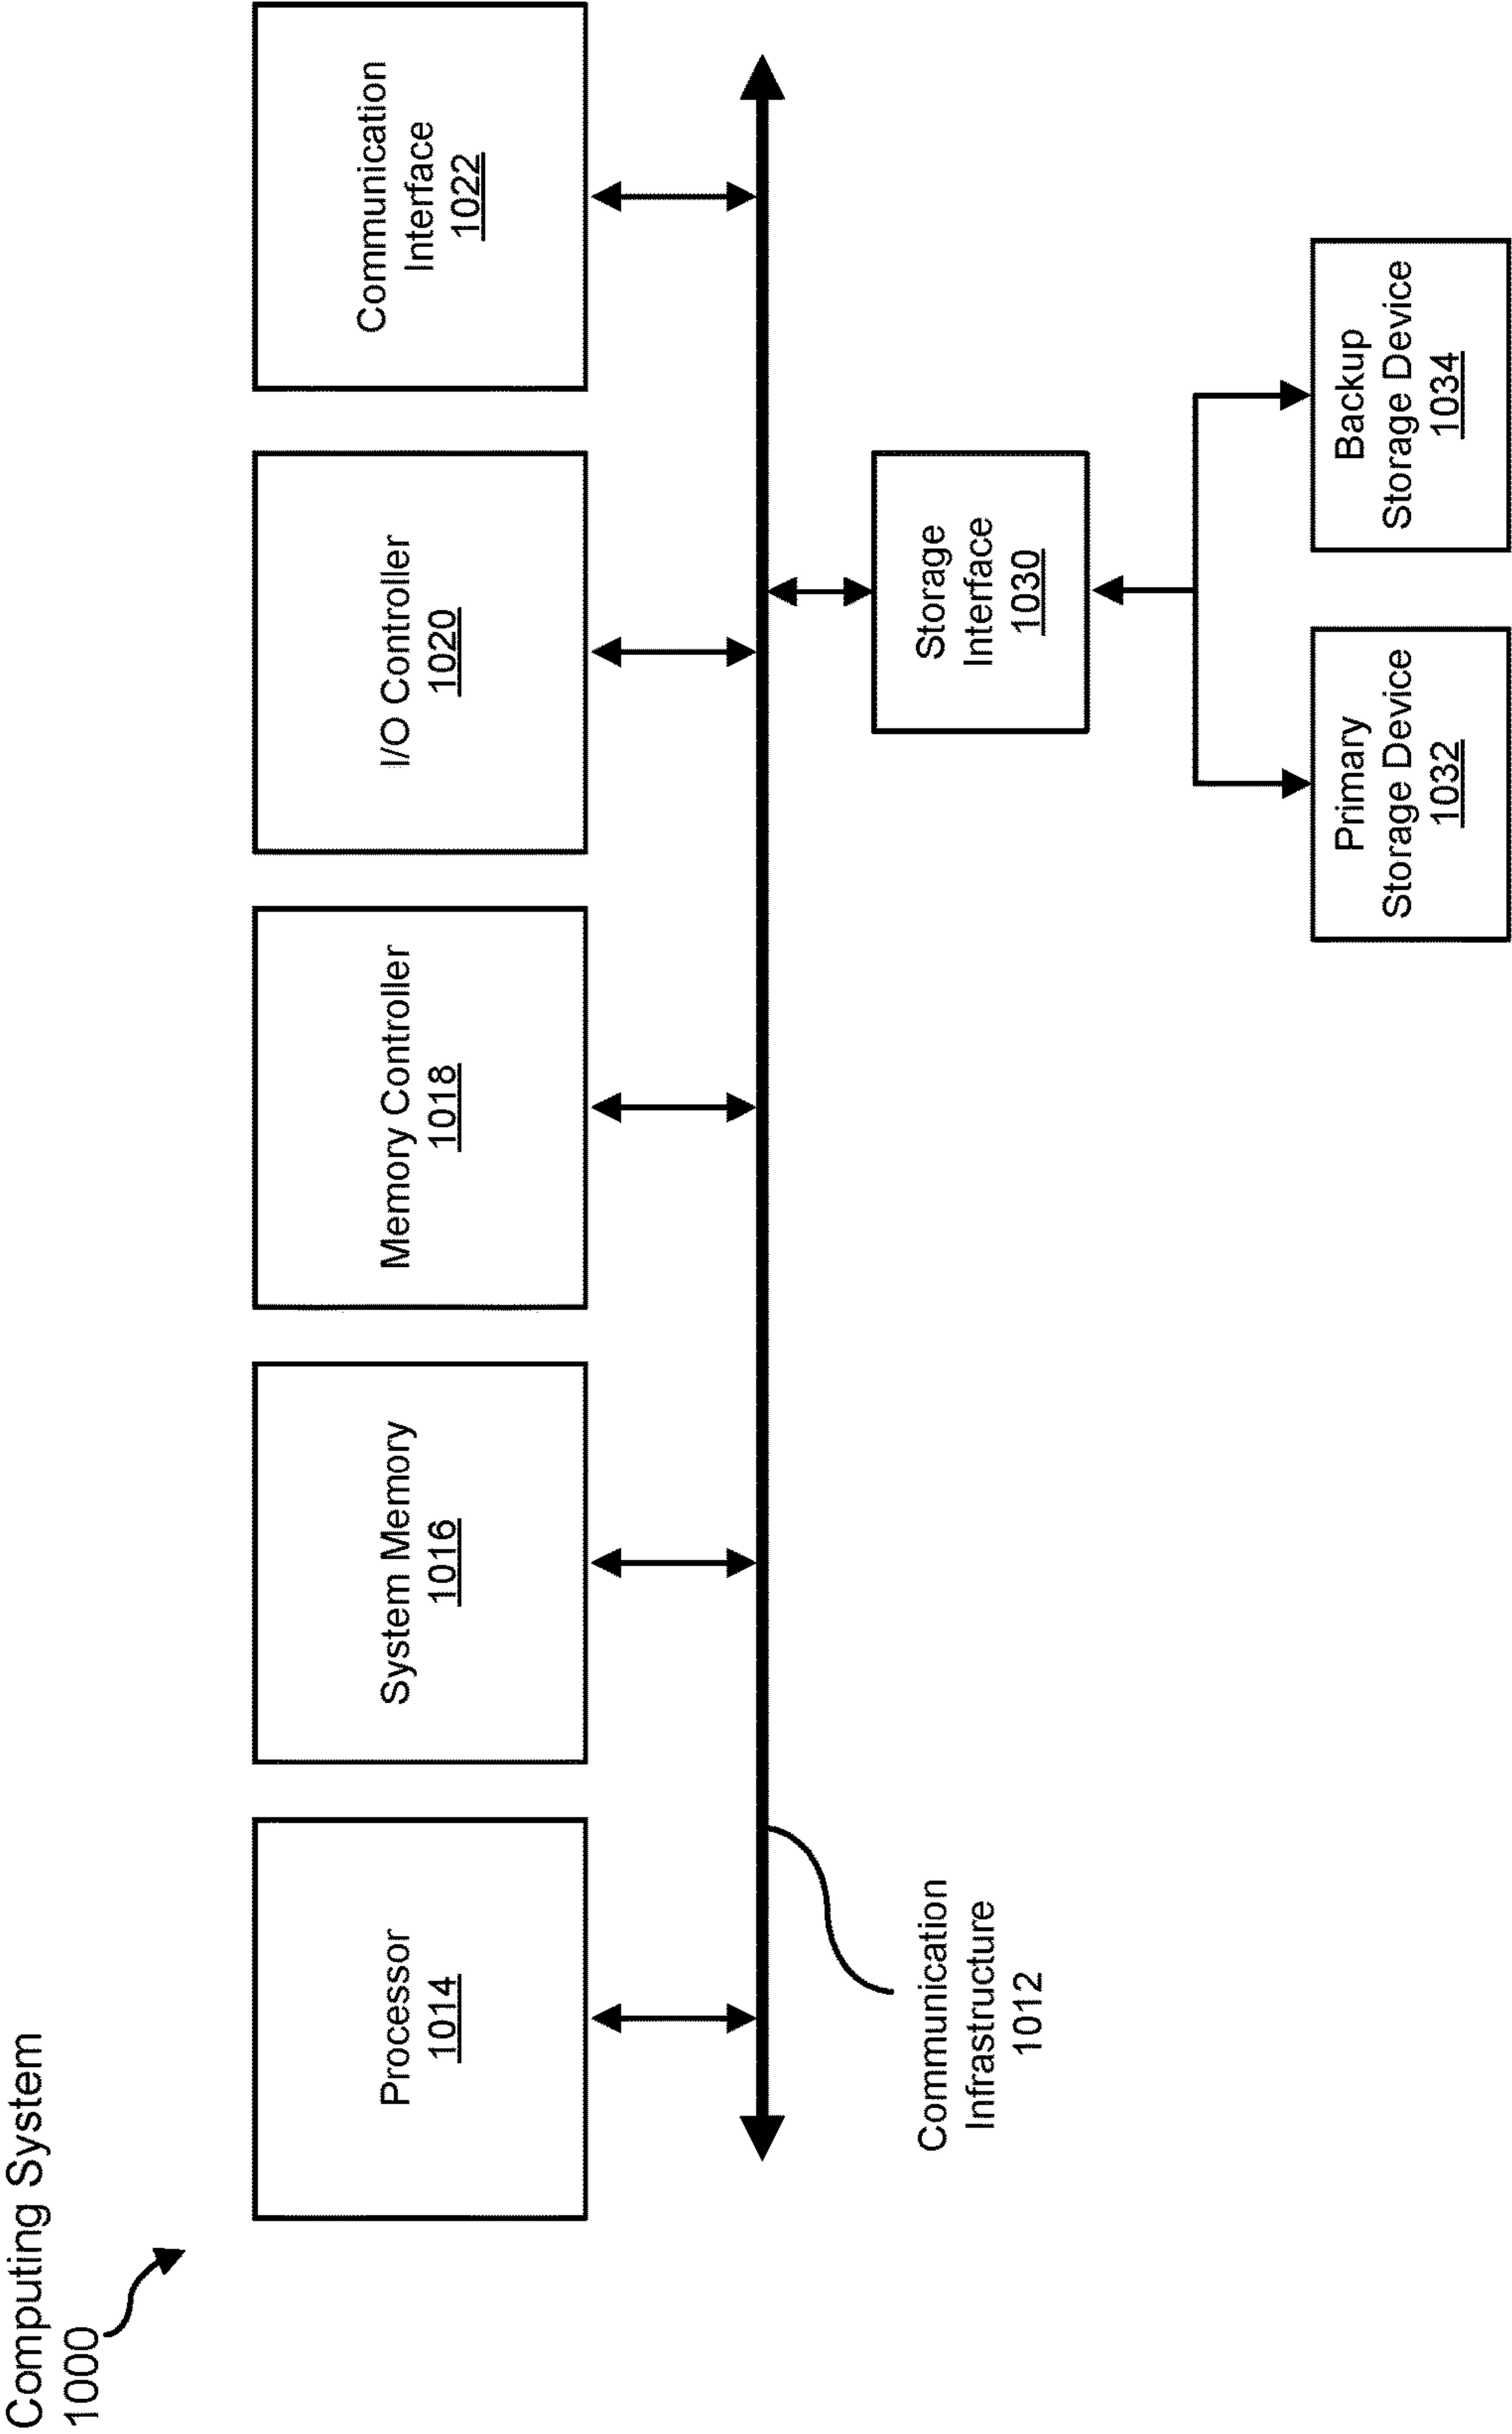 Computing System
1000
Processor
1014
System Memory
1016
Memory Controller
1018
I/O Controller
1020
Communication
Interface
1022
Communication
Infrastructure
1012
Storage
Interface
1030
Primary
Storage Device
1032
Backup
Storage Device
1034